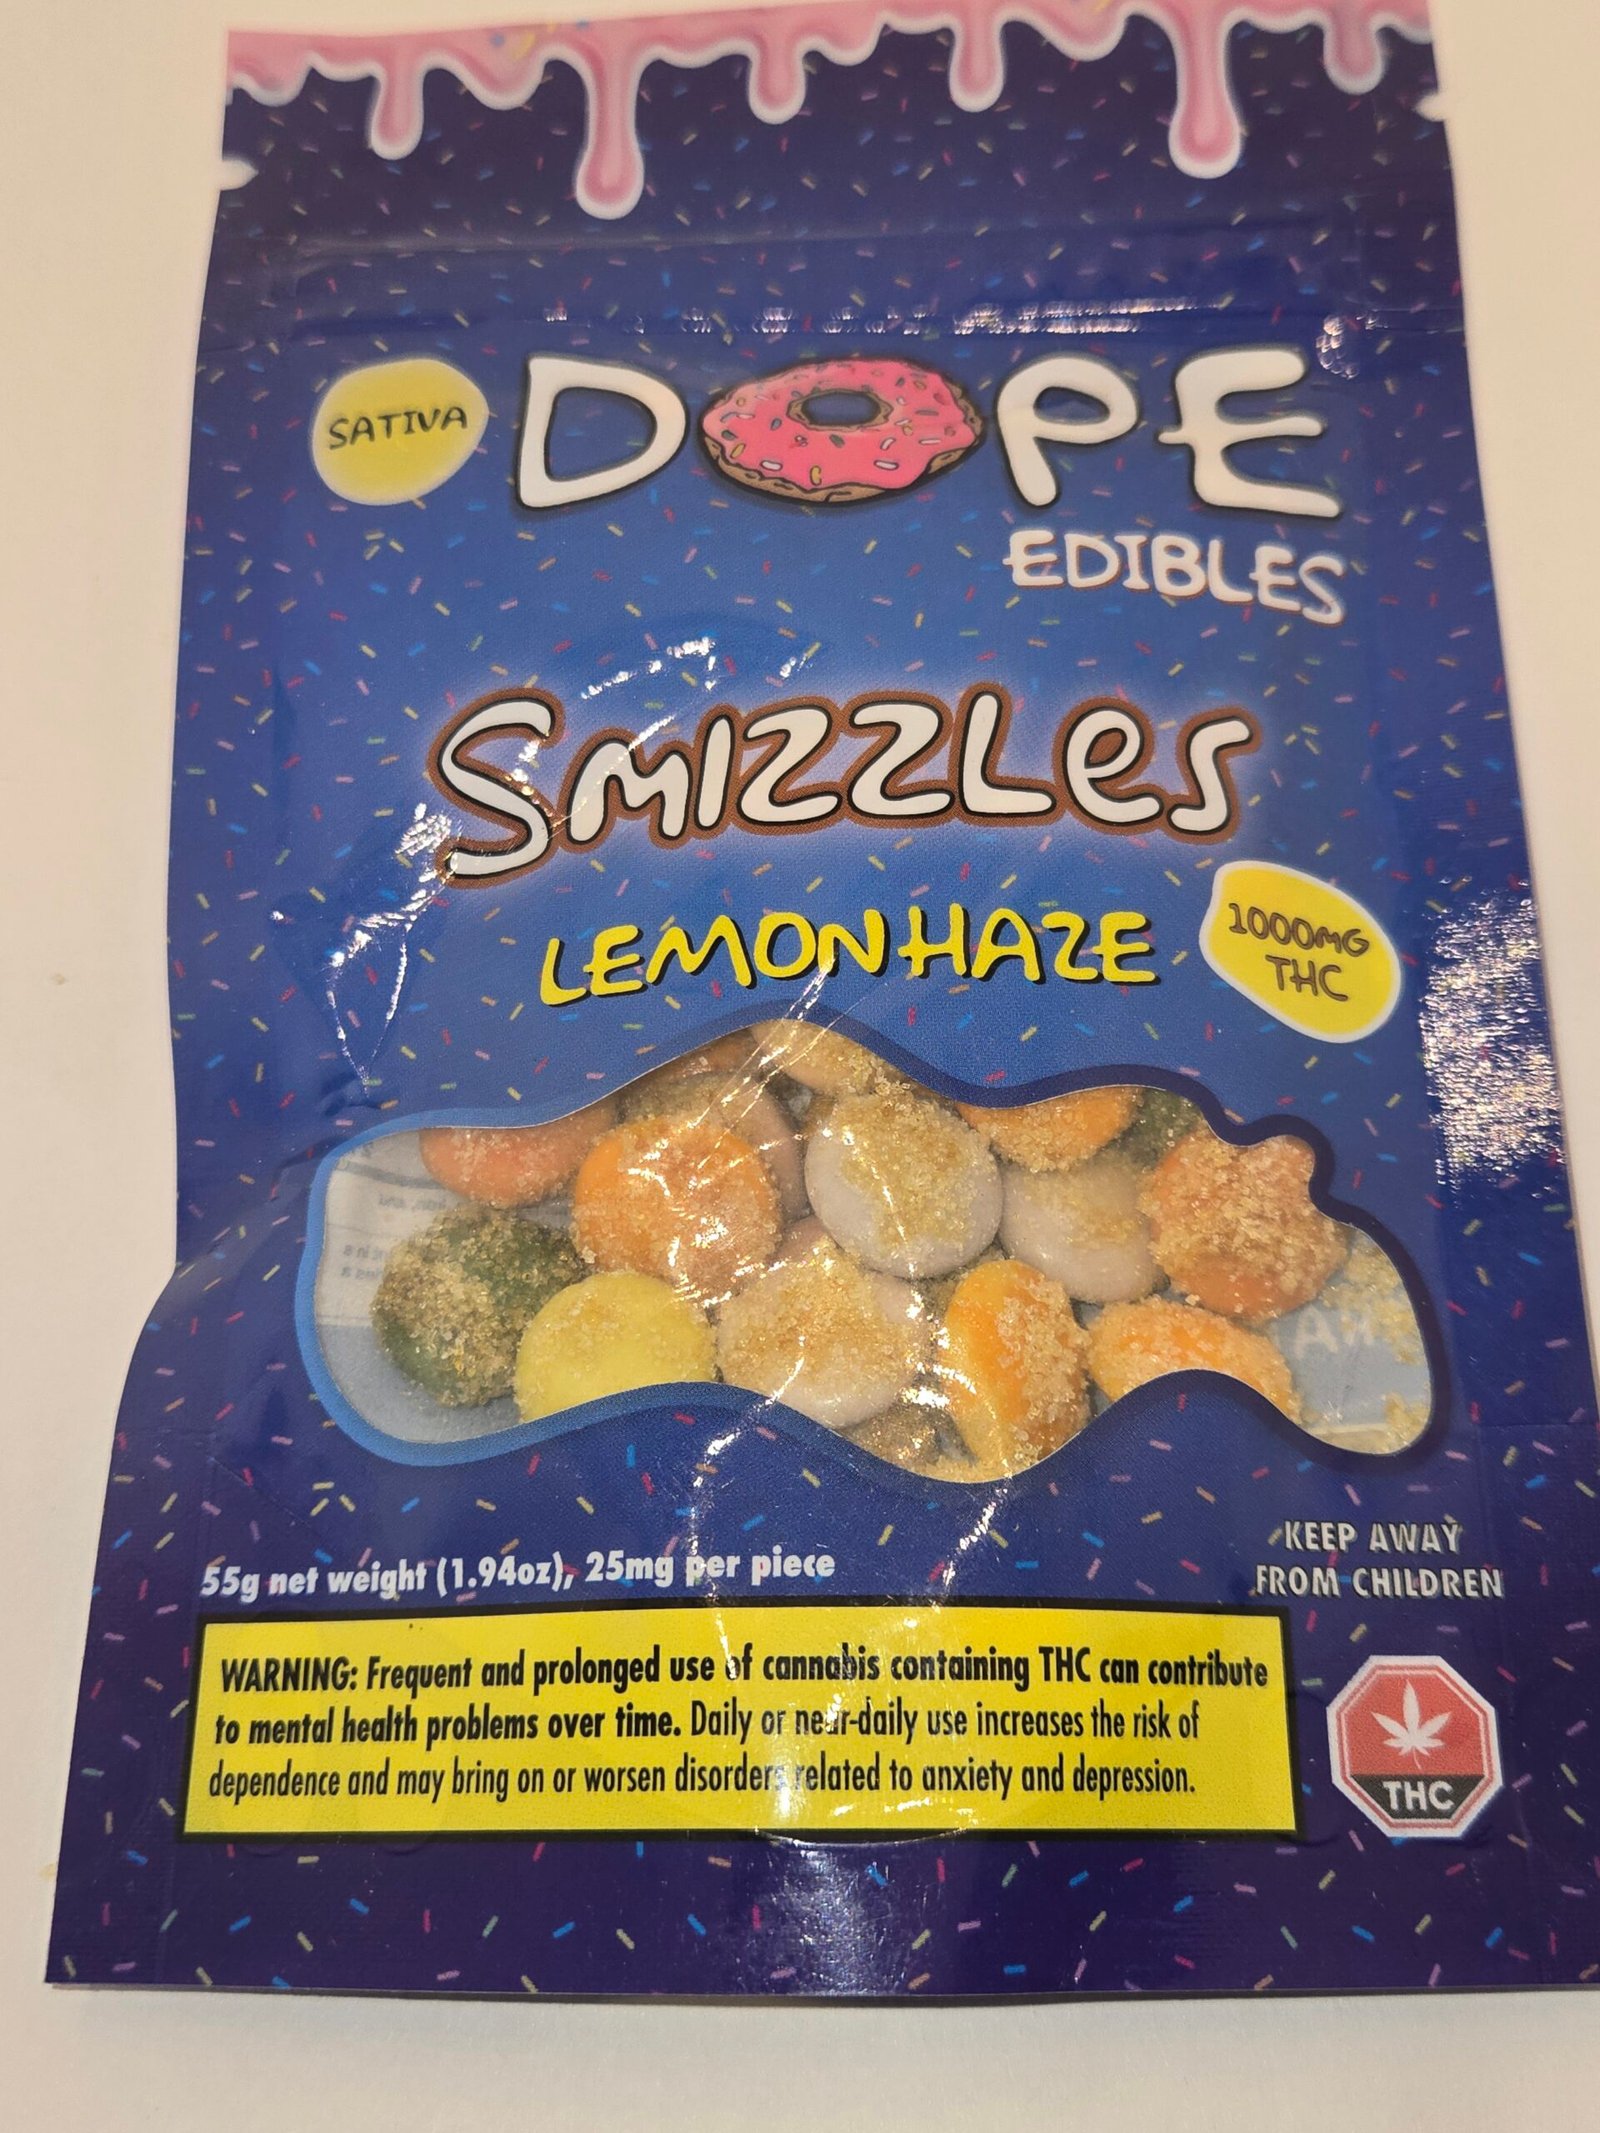 SATIVA
DOPE
EDIBLES
SMIZZLES
LEMON HAZE
1000MG
THC
55g net weight (1.94oz), 25mg per piece
KEEP AWAY
FROM CHILDREN
WARNING: Frequent and prolonged use of cannabis containing THC can contribute
to mental health problems over time. Daily or near-daily use increases the risk of
dependence and may bring on or worsen disorders related to anxiety and depression.
THC